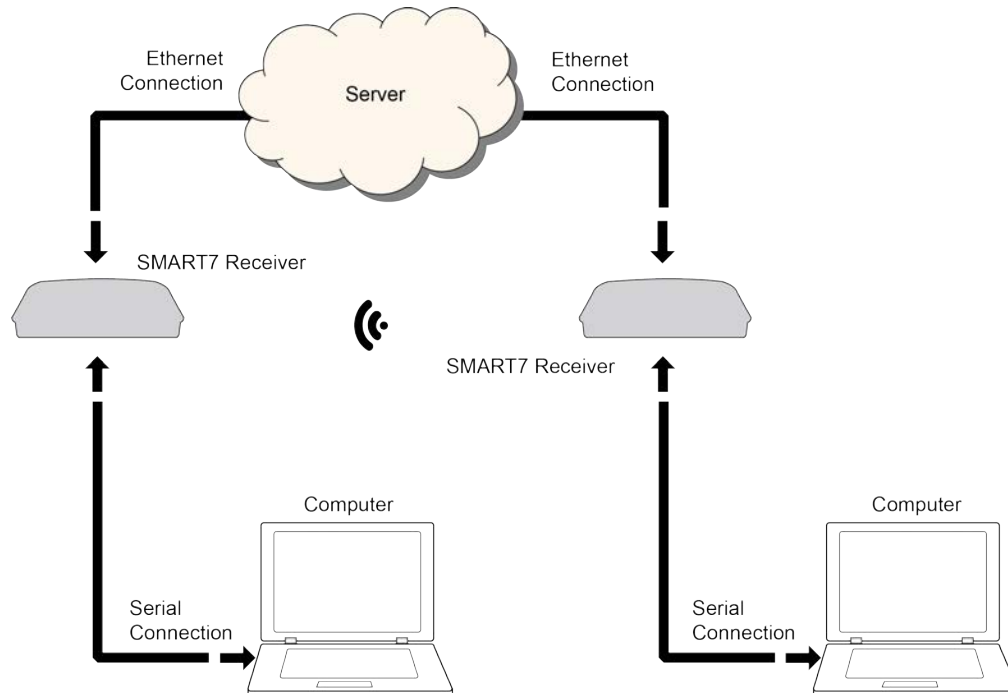 Ethernet
Connection
Server
Ethernet
Connection
SMART7 Receiver
SMART7 Receiver
Computer
Computer
Serial
Connection
Serial
Connection